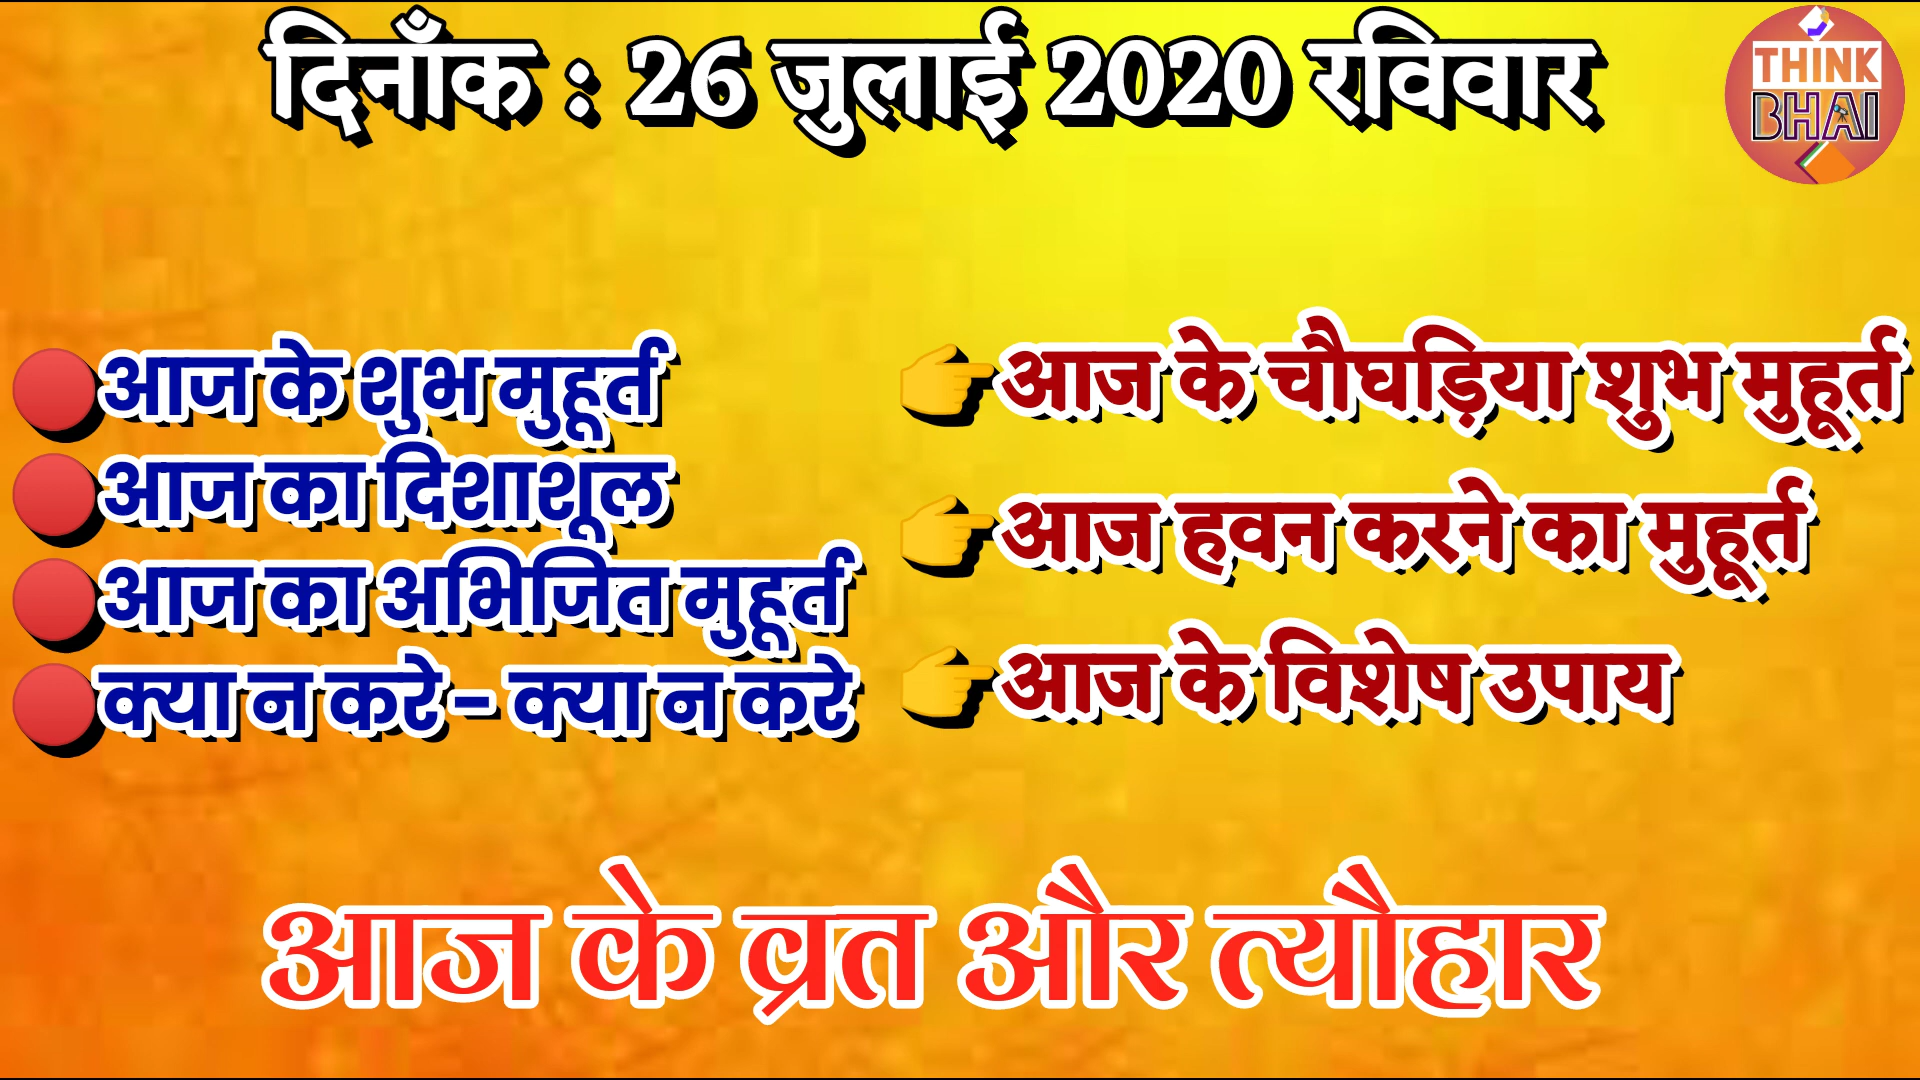 दिनाँक : 26 जुलाई 2020 रविवार
THINK
BHAI
🔴आज के शुभ मुहूर्त
🔴आज का दिशाशूल
🔴आज का अभिजित मुहूर्त
🔴क्या न करे - क्या न करे
👉आज के चौघड़िया शुभ मुहूर्त
👉आज हवन करने का मुहूर्त
👉आज के विशेष उपाय
आज के व्रत और त्यौहार